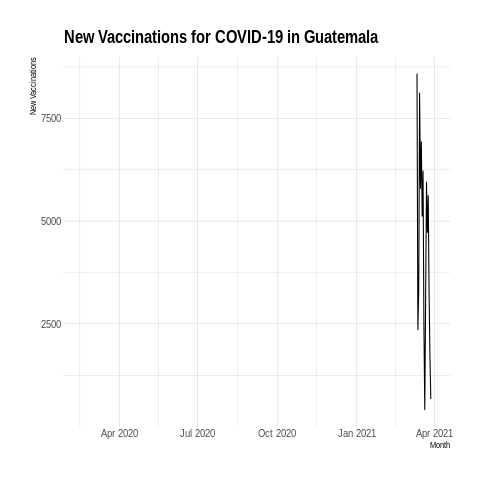 New Vaccinations for COVID-19 in Guatemala
New Vaccinations
7500
5000
2500
Apr 2020 Jul 2020 Oct 2020 Jan 2021 Apr 2021
Month